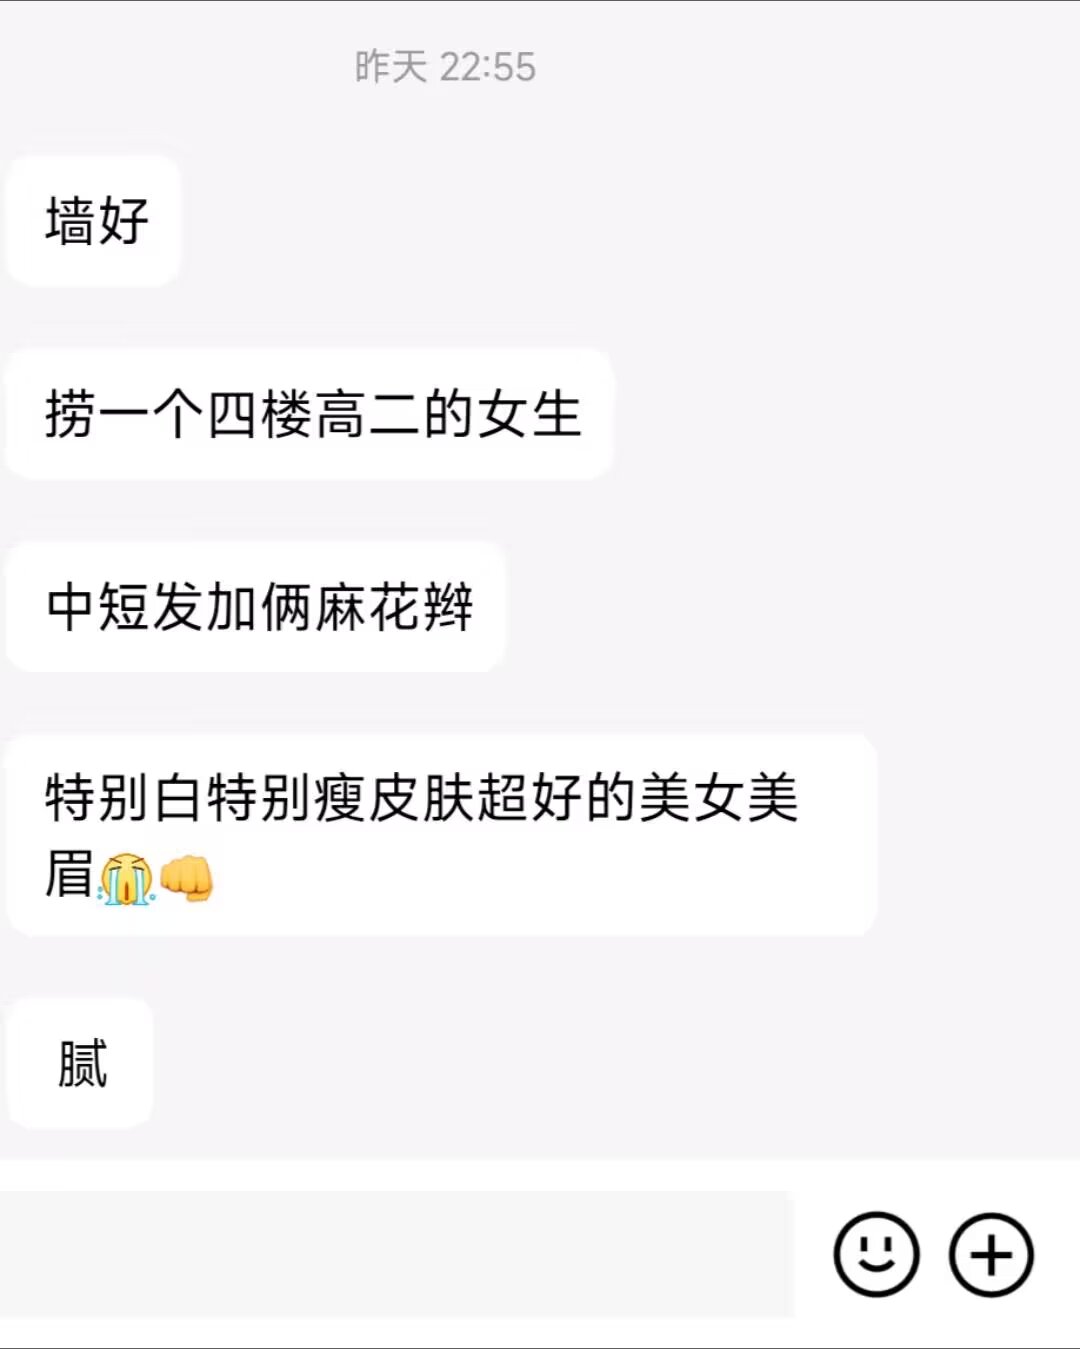 昨天 22:55
墙好
捞一个四楼高二的女生
中短发加俩麻花辫
特别白特别瘦皮肤超好的美女美
眉😭👊
腻